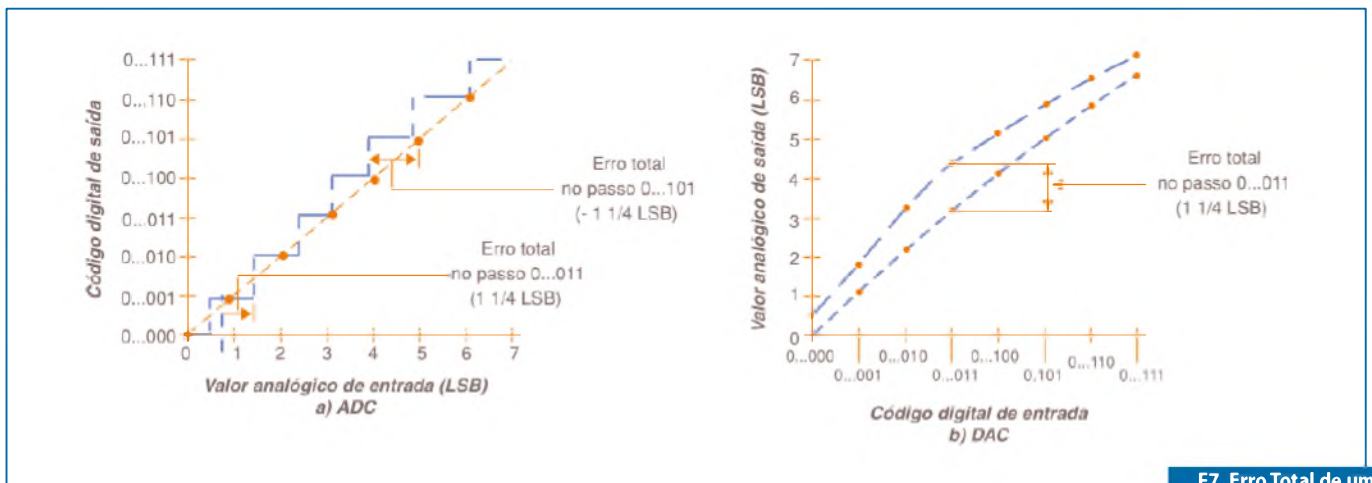 Código digital de saída
0...111
0...110
0...101
0...100
0...011
0...010
0...001
0...000
0 1 2 3 4 5 6 7
Valor analógico de entrada (LSB)
a) ADC
Erro total
no passo 0...101
(- 1 1/4 LSB)
Erro total
no passo 0...011
(1 1/4 LSB)
Valor analógico de saída (LSB)
7
6
5
4
3
2
1
0
0...000 0...010 0...100 0...110
0...001 0...011 0,101 0...111
Código digital de entrada
b) DAC
Erro total
no passo 0...011
(1 1/4 LSB)
F7. Erro Total de um